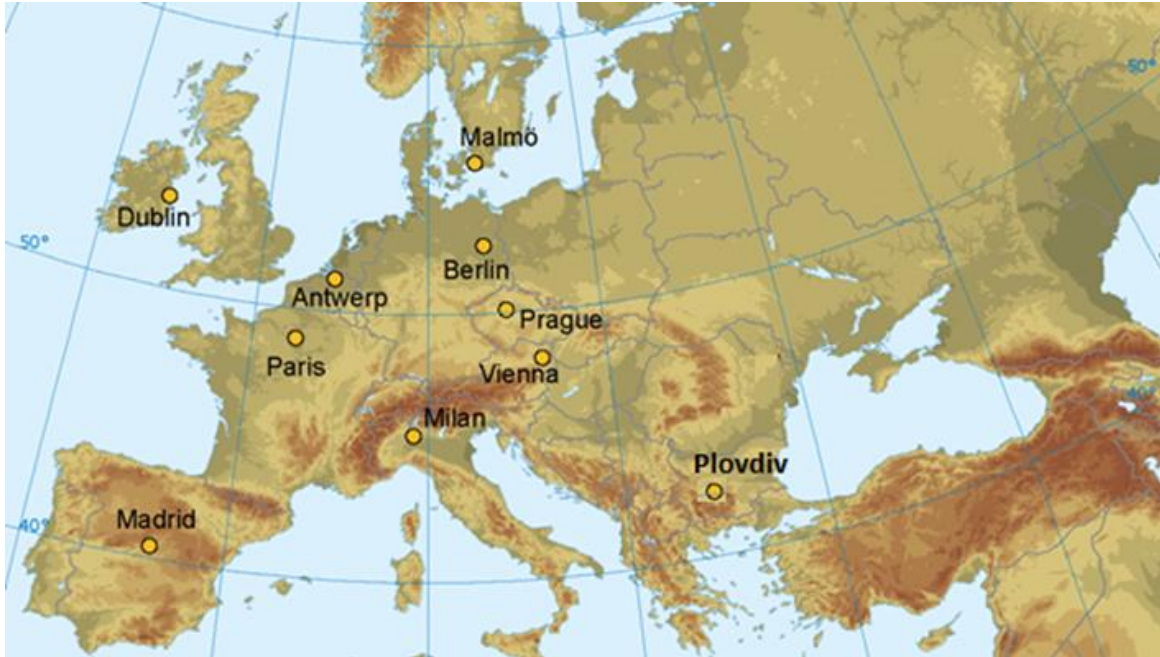 50°
Malmö
Dublin
50°
Berlin
Antwerp
Prague
Paris
Vienna
40°
Milan
Plovdiv
Madrid
40°